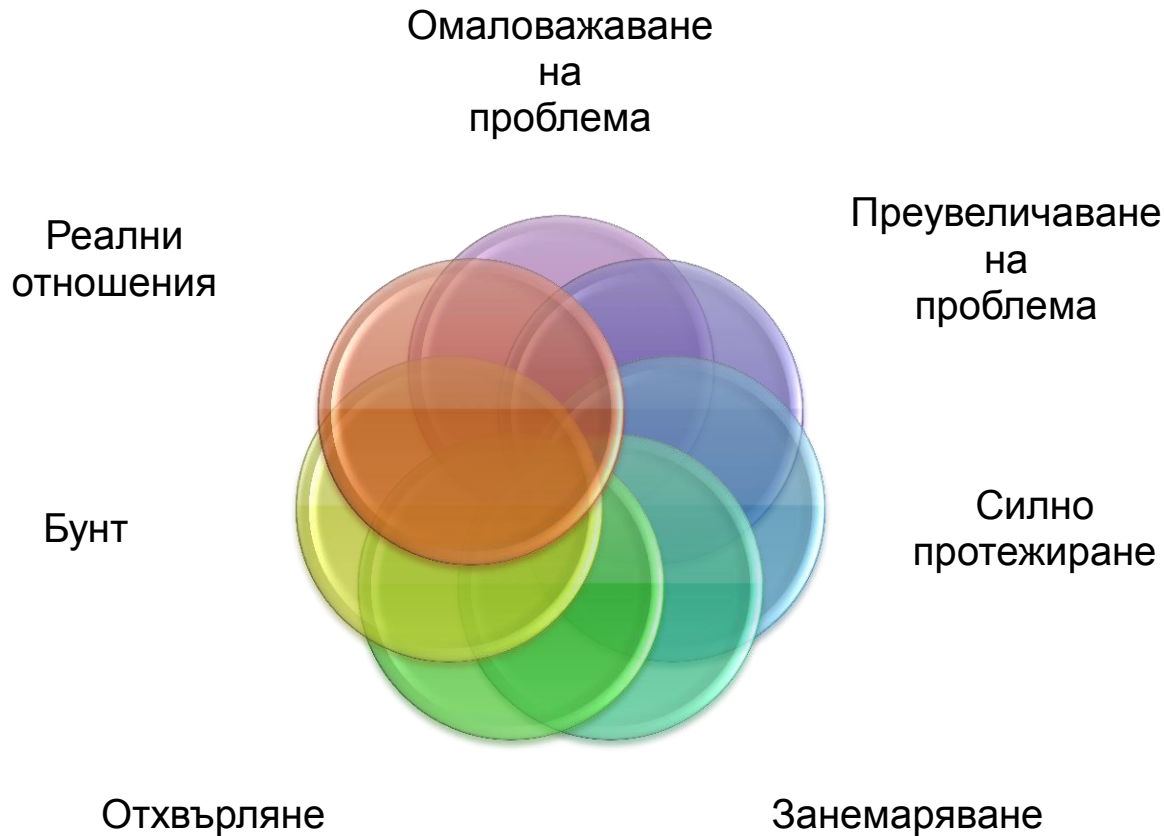 Омаловажаване
на
проблема
Преувеличаване
на
проблема
Силно
протежиране
Занемаряване
Отхвърляне
Бунт
Реални
отношения